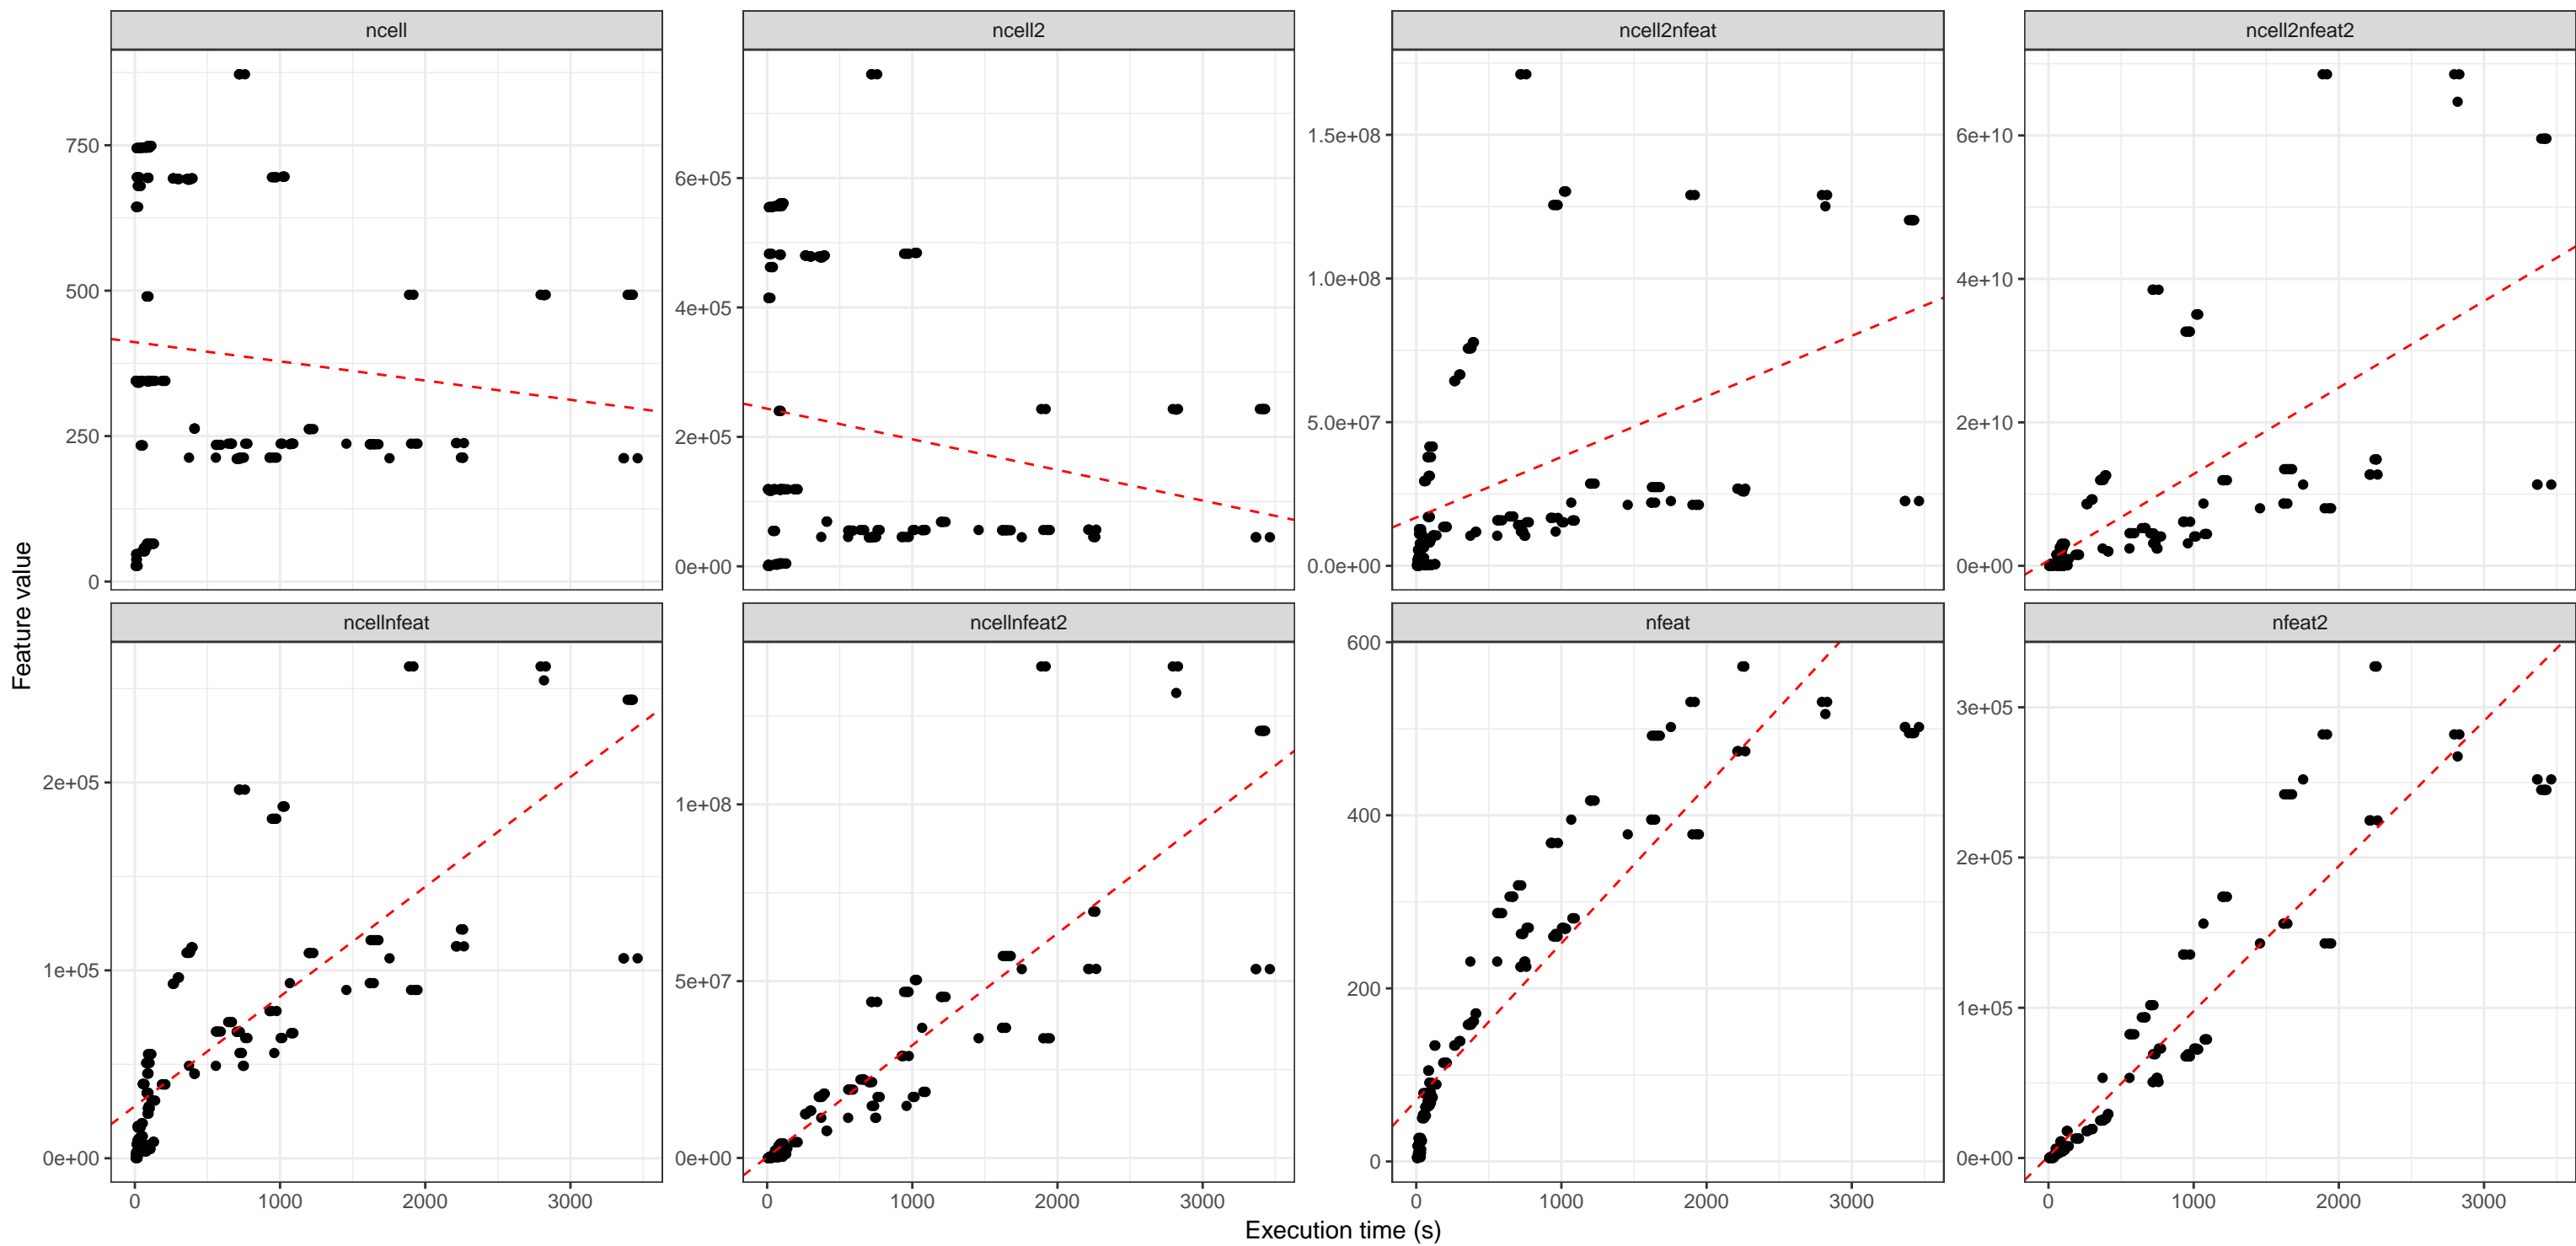 ncell
ncell2
ncell2nfeat
ncell2nfeat2
750
500
250
0
6e+05
4e+05
2e+05
0e+00
1.5e+08
1.0e+08
5.0e+07
0.0e+00
6e+10
4e+10
2e+10
0e+00
Feature value
ncellnfeat
ncellnfeat2
nfeat
nfeat2
2e+05
1e+05
0e+00
1e+08
5e+07
0e+00
600
400
200
0
3e+05
2e+05
1e+05
0e+00
0 1000 2000 3000
0 1000 2000 3000
0 1000 2000 3000
0 1000 2000 3000
Execution time (s)